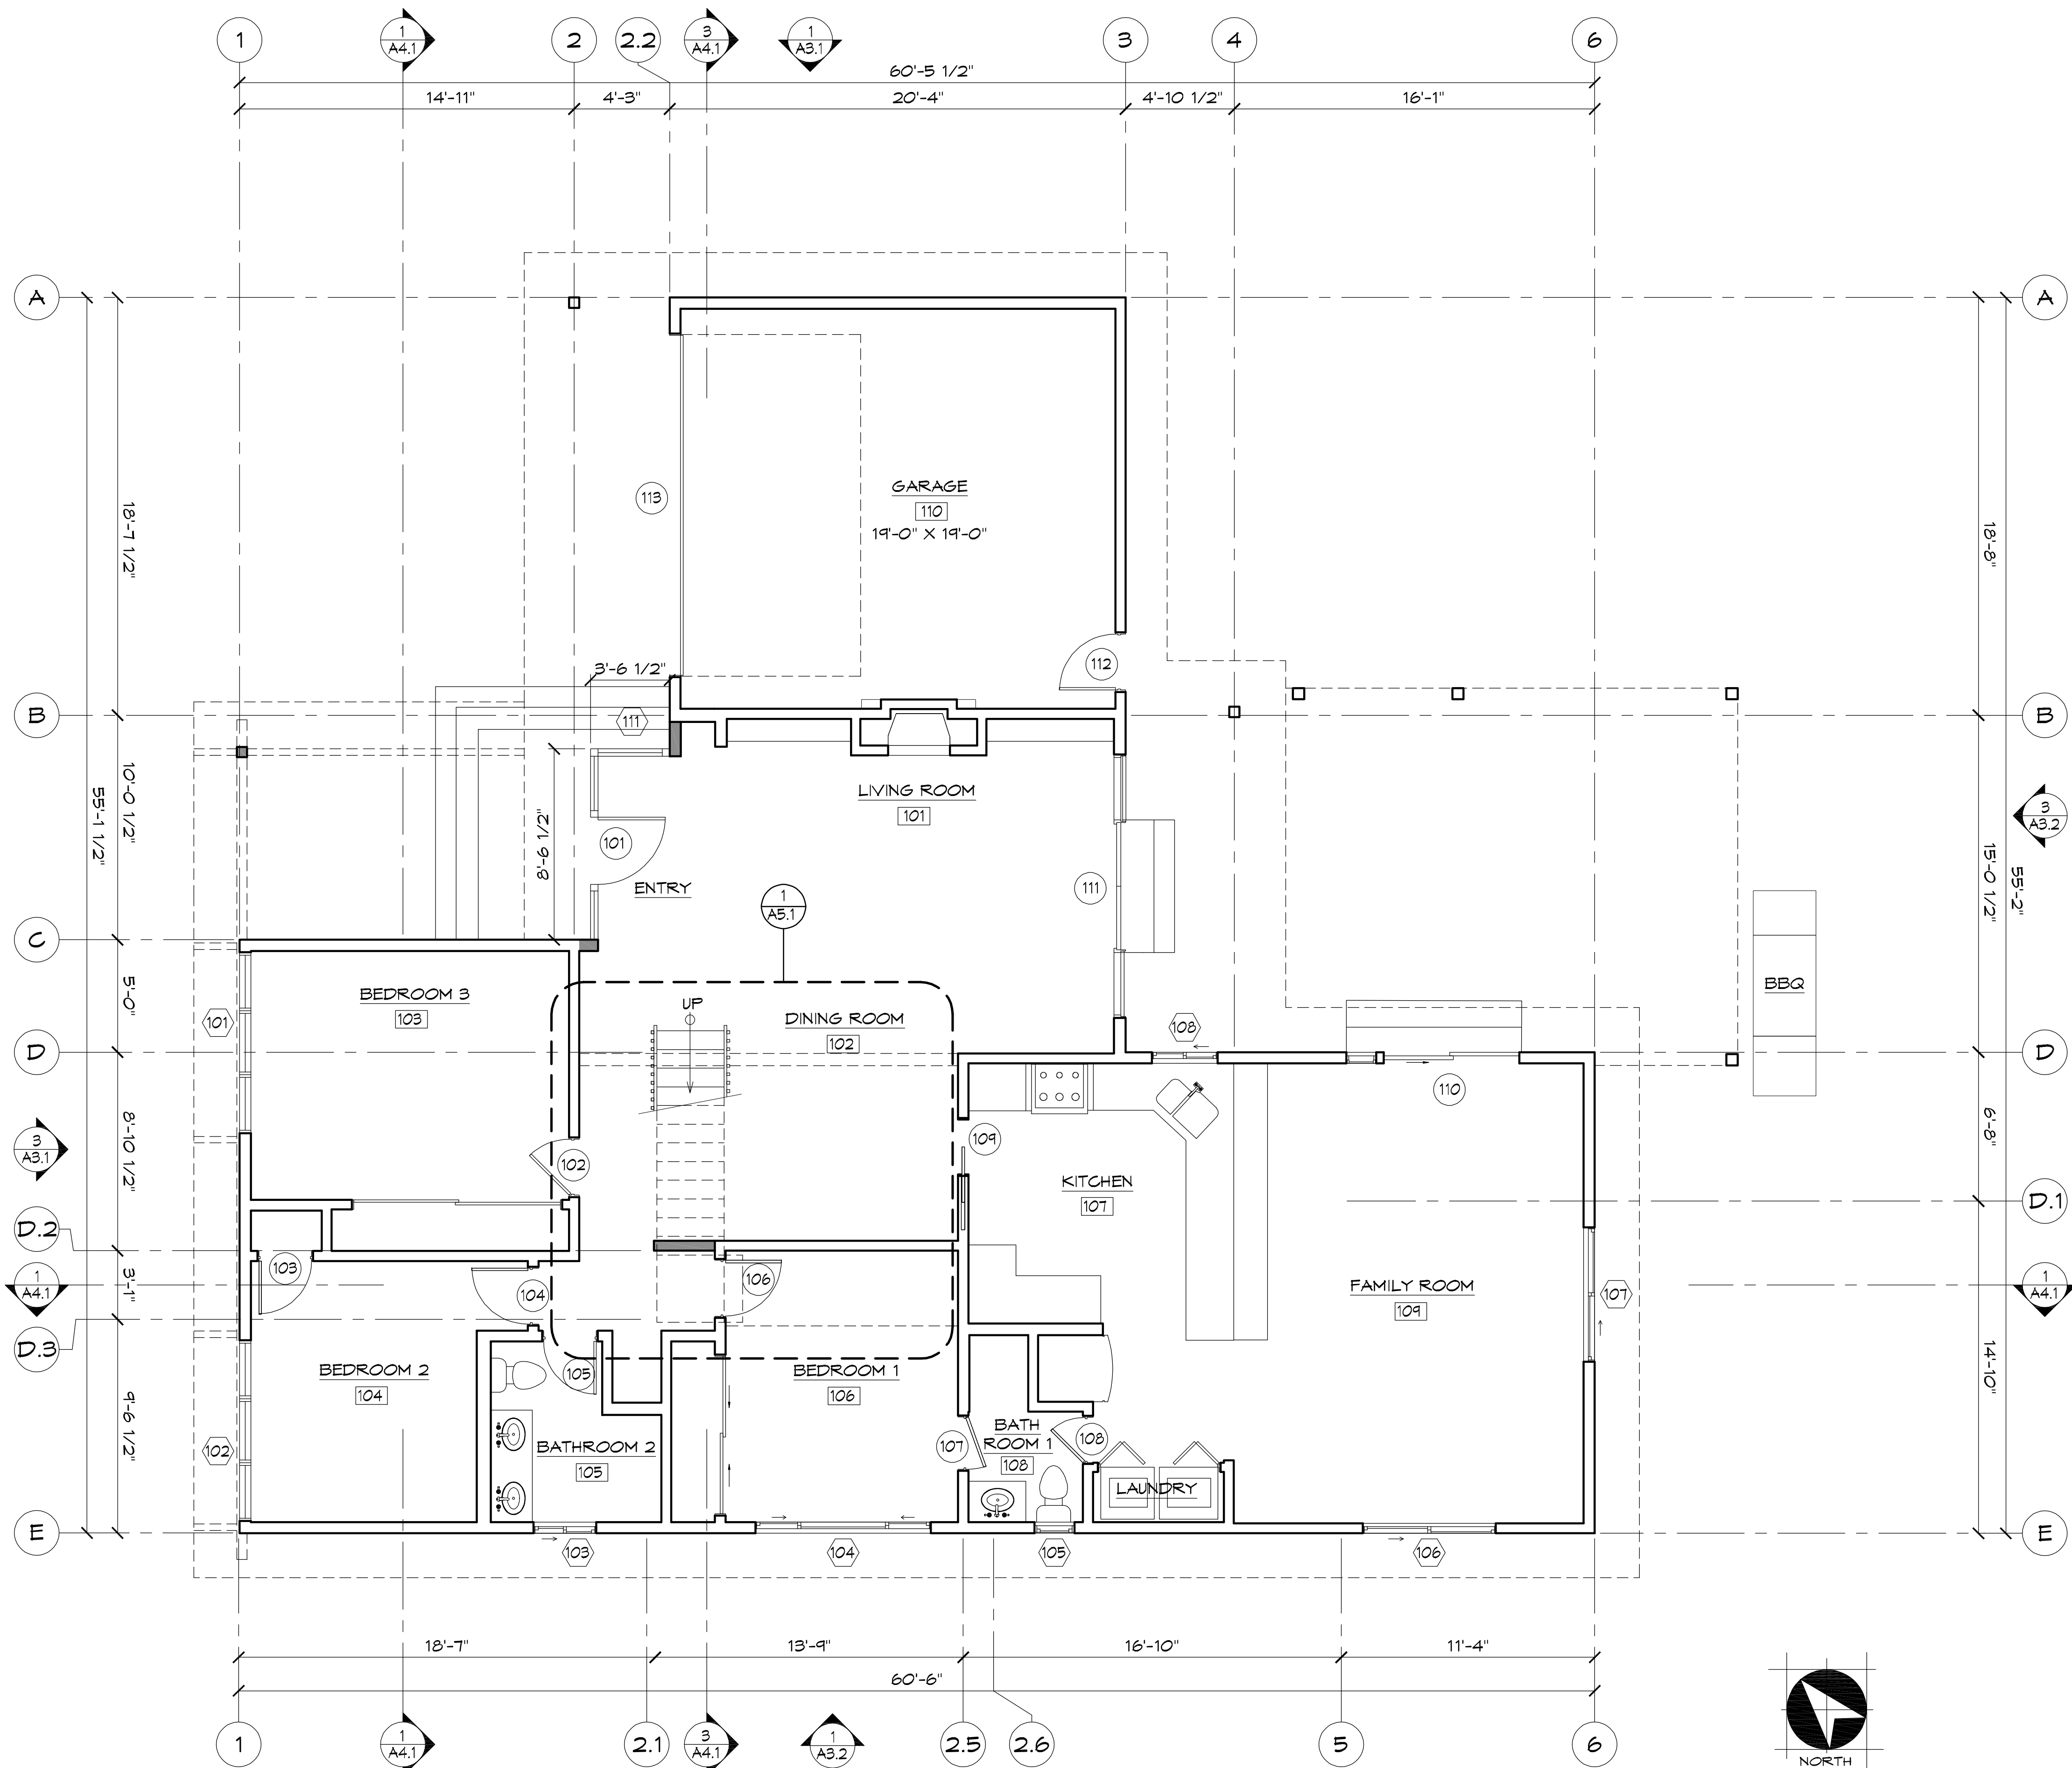 1
1
A4.1
2
2.2
3
A4.1
1
A3.1
3
4
6
60'-5 1/2"
14'-11"
4'-3"
20'-4"
4'-10 1/2"
16'-1"
A
A
18'-7 1/2"
113
GARAGE
110
19'-0" X 19'-0"
18'-8"
112
3'-6 1/2"
B
111
B
10'-0 1/2"
55'-1 1/2"
8'-6 1/2"
101
ENTRY
LIVING ROOM
101
111
1
A5.1
3
A3.2
15'-0 1/2"
55'-2"
C
5'-0"
BEDROOM 3
103
101
UP
DINING ROOM
102
108
BBQ
D
110
D
8'-10 1/2"
3
A3.1
102
109
KITCHEN
107
6'-8"
D.1
D.2
103
104
106
FAMILY ROOM
109
107
1
A4.1
3'-1"
1
A4.1
D.3
BEDROOM 2
104
105
BEDROOM 1
106
14'-10"
9'-6 1/2"
102
BATHROOM 2
105
107
BATH
ROOM 1
108
108
LAUNDRY
E
103
104
105
106
E
18'-7"
13'-9"
16'-10"
11'-4"
60'-6"
1
1
A4.1
2.1
3
A4.1
1
A3.2
2.5
2.6
5
6
NORTH